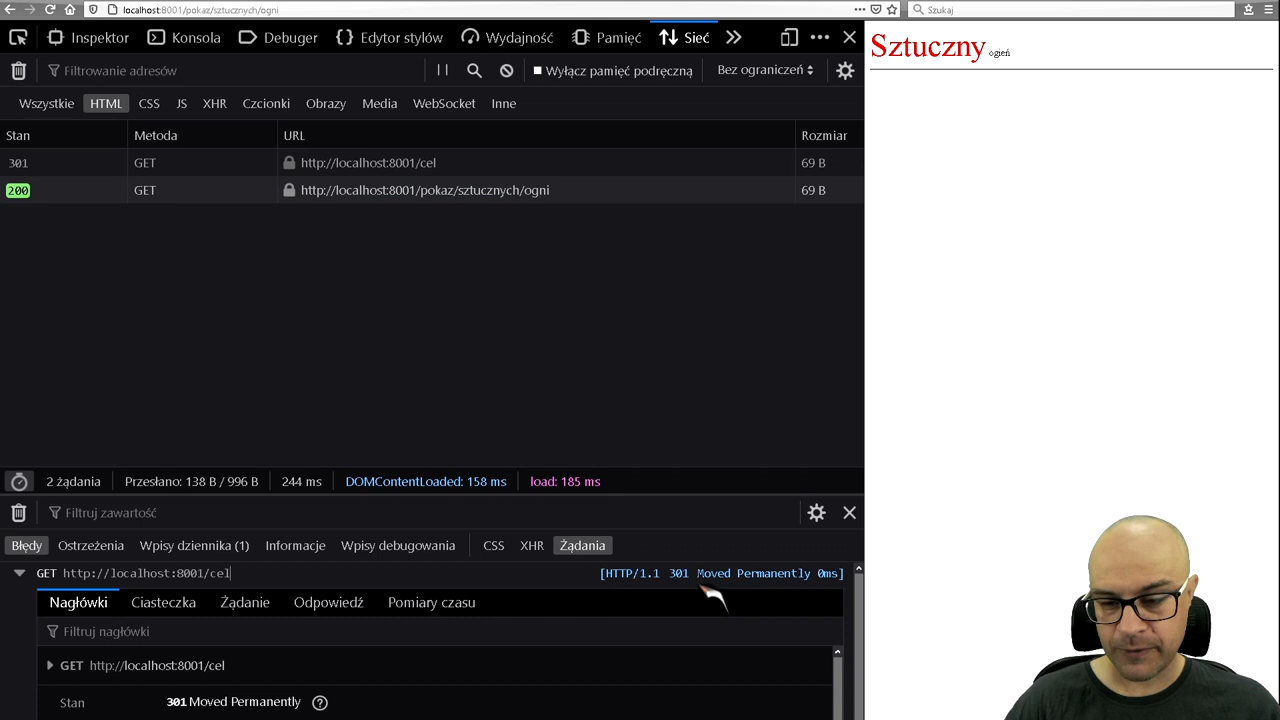 localhost:8001/pokaz/sztucznych/ogni
Szukaj
Inspektor Konsola Debuger Edytor stylów Wydajność Pamięć Sieć
Filtrowanie adresów
Wyłącz pamięć podręczną
Bez ograniczeń
Wszystkie HTML CSS JS XHR Czcionki Obrazy Media WebSocket Inne
Stan Metoda URL Rozmiar
301 GET http://localhost:8001/cel 69 B
200 GET http://localhost:8001/pokaz/sztucznych/ogni 69 B
2 żądania Przesłano: 138 B / 996 B 244 ms DOMContentLoaded: 158 ms load: 185 ms
Filtruj zawartość
Błędy Ostrzeżenia Wpisy dziennika (1) Informacje Wpisy debugowania CSS XHR Żądania
GET http://localhost:8001/cel [HTTP/1.1 301 Moved Permanently 0ms]
Nagłówki Ciasteczka Żądanie Odpowiedź Pomiary czasu
Filtruj nagłówki
GET http://localhost:8001/cel
Stan 301 Moved Permanently
Sztuczny ogień